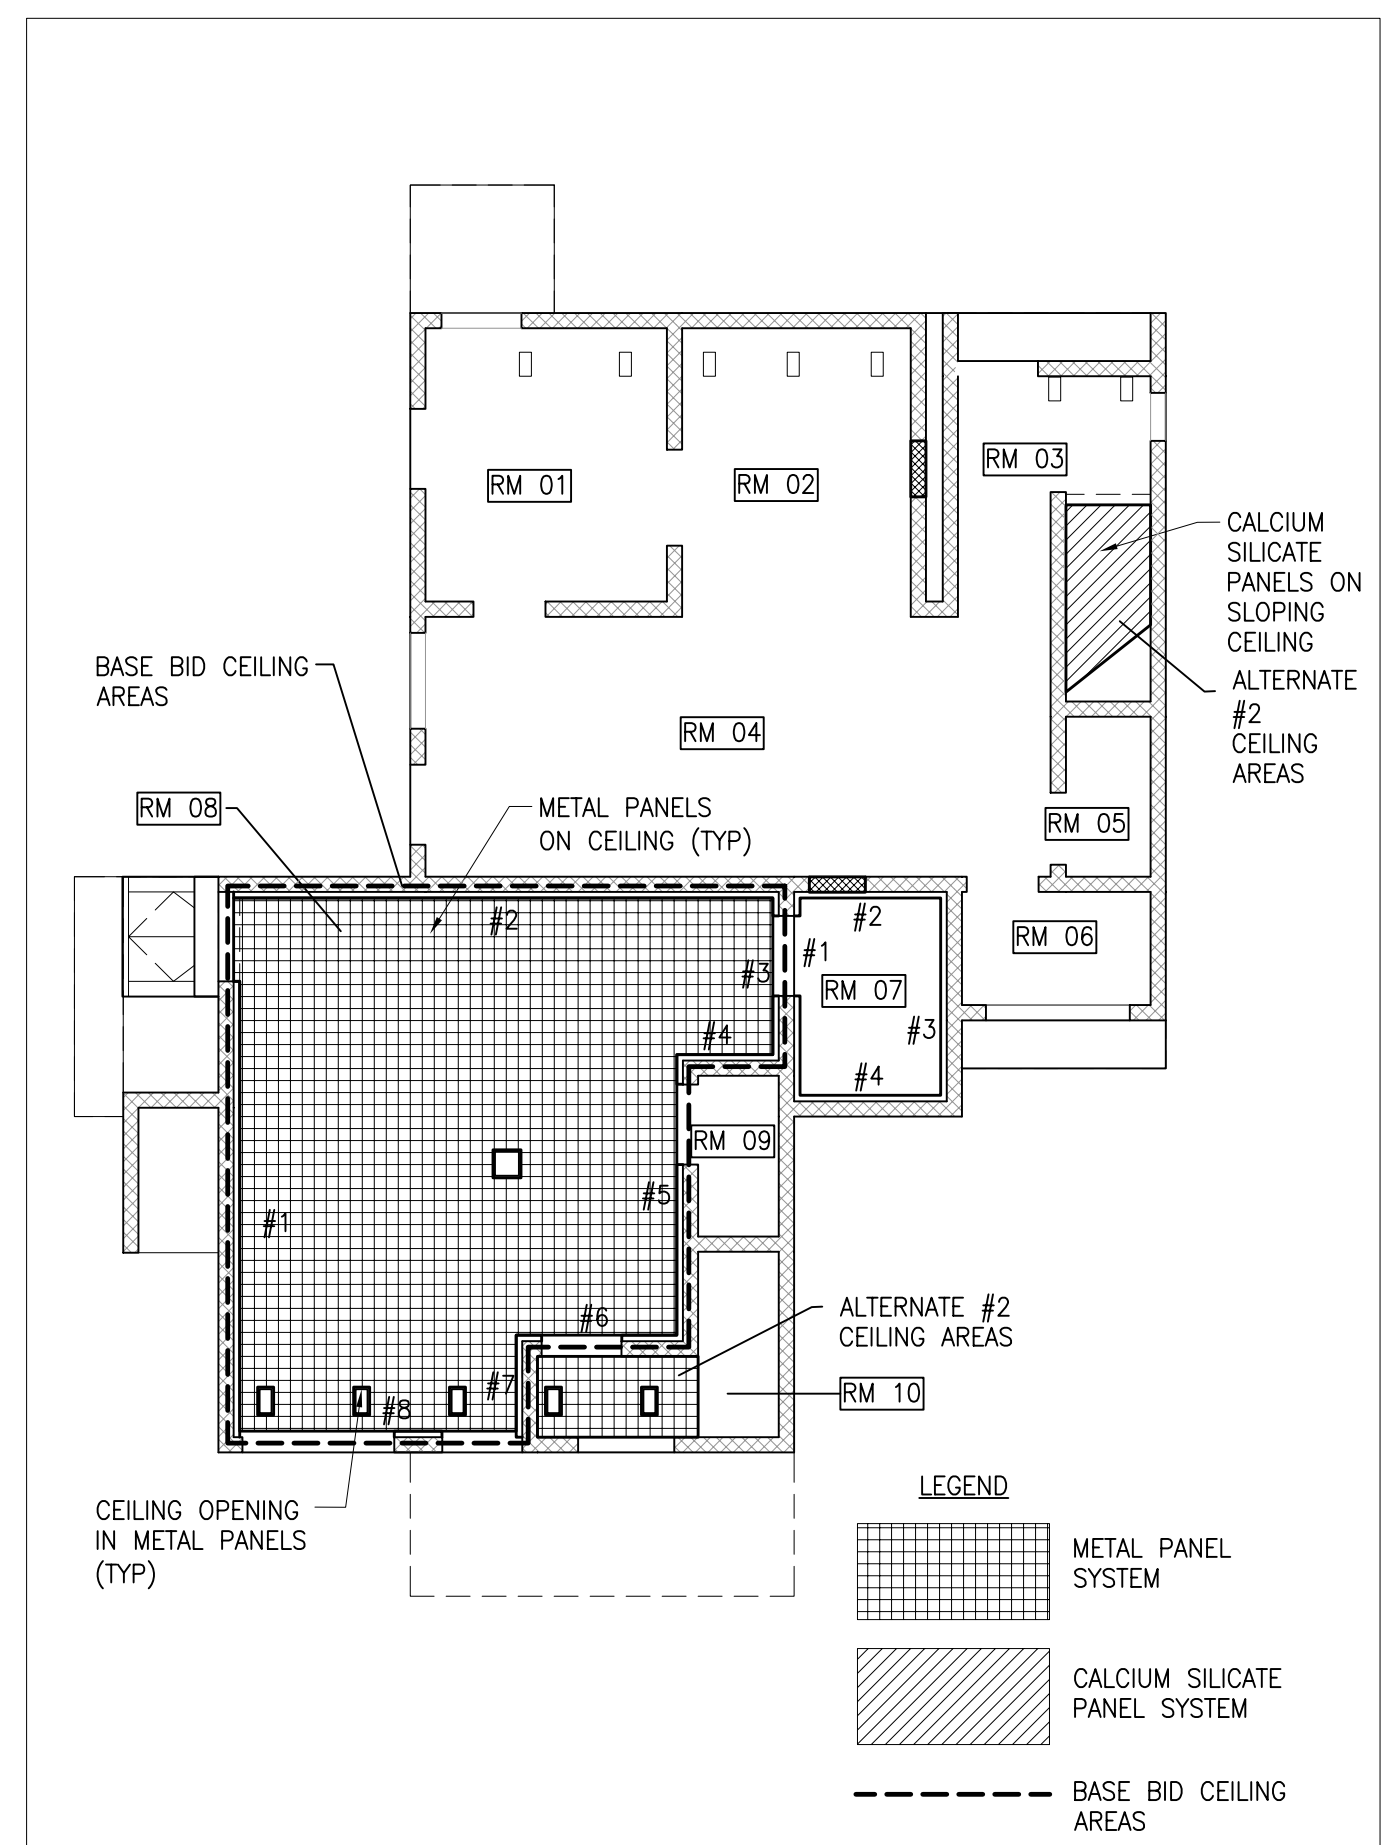 RM 01
RM 02
RM 03
CALCIUM
SILICATE
PANELS ON
SLOPING
CEILING
ALTERNATE
#2
CEILING
AREAS
BASE BID CEILING
AREAS
RM 04
RM 08
METAL PANELS
ON CEILING (TYP)
RM 05
#2
#2
RM 06
#1
#3
RM 07
#3
#4
#4
RM 09
#5
#1
#6
ALTERNATE #2
CEILING AREAS
#7
RM 10
#8
CEILING OPENING
IN METAL PANELS
(TYP)
LEGEND
METAL PANEL
SYSTEM
CALCIUM SILICATE
PANEL SYSTEM
BASE BID CEILING
AREAS